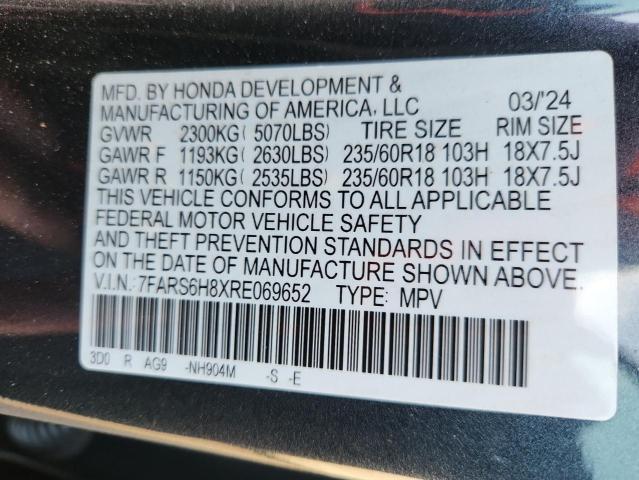 MFD. BY HONDA DEVELOPMENT &
MANUFACTURING OF AMERICA, LLC 03/'24
GVWR 2300KG( 5070LBS) TIRE SIZE RIM SIZE
GAWR F 1193KG( 2630LBS) 235/60R18 103H 18X7.5J
GAWR R 1150KG( 2535LBS) 235/60R18 103H 18X7.5J
THIS VEHICLE CONFORMS TO ALL APPLICABLE
FEDERAL MOTOR VEHICLE SAFETY
AND THEFT PREVENTION STANDARDS IN EFFECT
ON THE DATE OF MANUFACTURE SHOWN ABOVE.
V.I.N.:7FARS6H8XRE069652 TYPE: MPV
3D0 R AG9 -NH904M -S -E